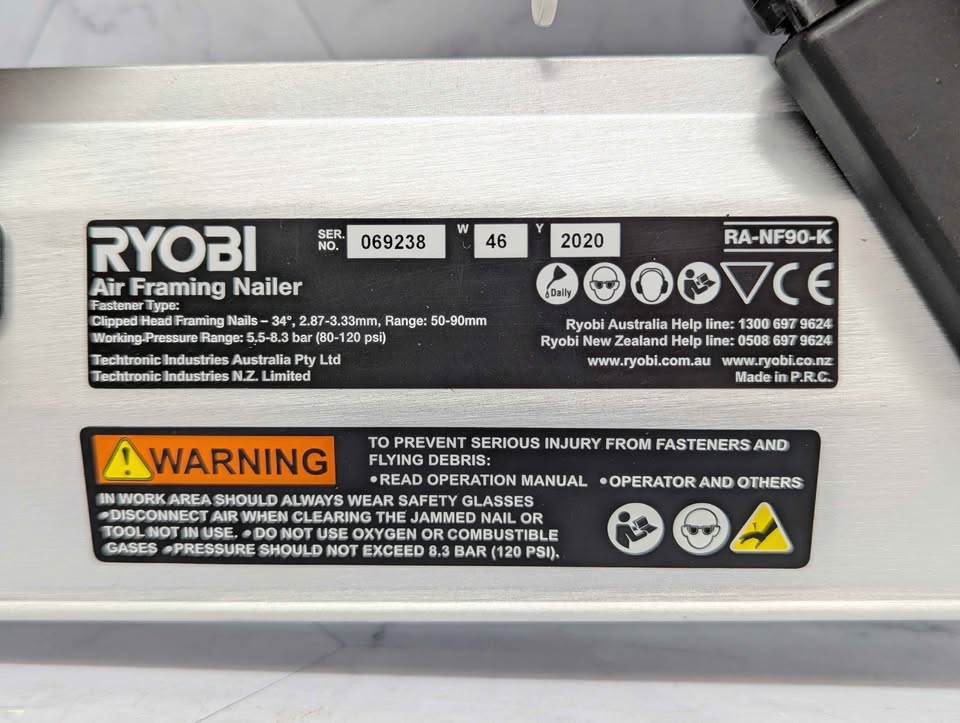 RYOBI
SER. NO. 069238 W 46 Y 2020
RA-NF90-K
Air Framing Nailer
Daily
CE
Fastener Type:
Clipped Head Framing Nails – 34°, 2.87-3.33mm, Range: 50-90mm
Working Pressure Range: 5.5-8.3 bar (80-120 psi)
Techtronic Industries Australia Pty Ltd
Techtronic Industries N.Z. Limited
Ryobi Australia Help line: 1300 697 9624
Ryobi New Zealand Help line: 0508 697 9624
www.ryobi.com.au www.ryobi.co.nz
Made in P.R.C.
WARNING
TO PREVENT SERIOUS INJURY FROM FASTENERS AND
FLYING DEBRIS:
•READ OPERATION MANUAL •OPERATOR AND OTHERS
IN WORK AREA SHOULD ALWAYS WEAR SAFETY GLASSES
•DISCONNECT AIR WHEN CLEARING THE JAMMED NAIL OR
TOOL NOT IN USE. •DO NOT USE OXYGEN OR COMBUSTIBLE
GASES •PRESSURE SHOULD NOT EXCEED 8.3 BAR (120 PSI).